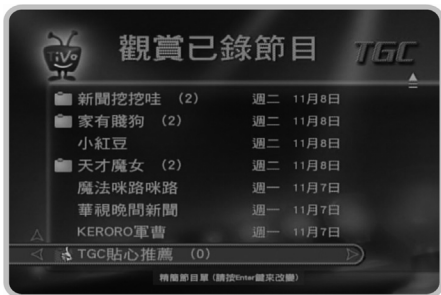 TiVo 觀賞已錄節目 TGC
新聞挖挖哇 (2) 週二 11月8日
家有賤狗 (2) 週二 11月8日
小紅豆 週二 11月8日
天才魔女 (2) 週二 11月8日
魔法咪路咪路 週一 11月7日
華視晚間新聞 週一 11月7日
KERORO軍曹 週一 11月7日
TGC貼心推薦 (0)
精簡節目單 (請按Enter鍵來改變)